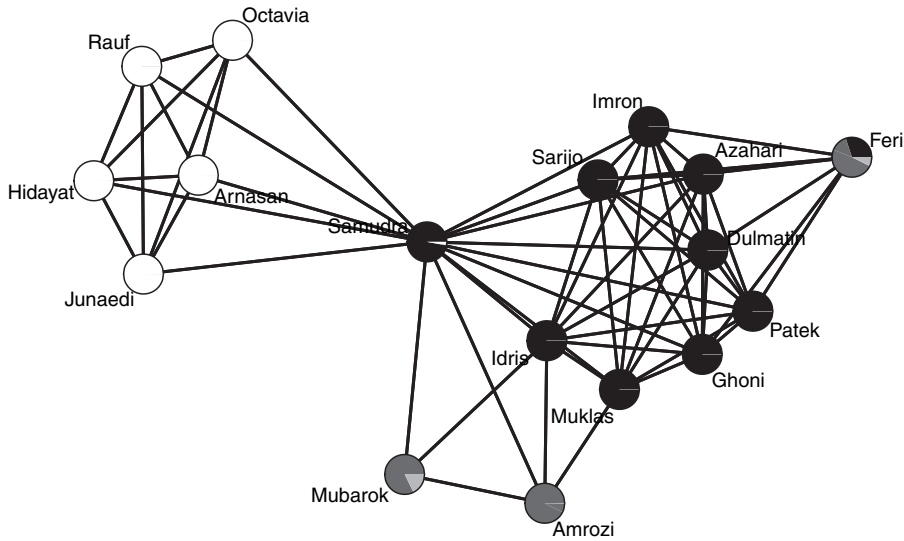 Octavia
Rauf
Imron
Feri
Azahari
Sarijo
Hidayat
Arnasan
Samudra
Dulmatin
Junaedi
Patek
Idris
Ghoni
Muklas
Mubarok
Amrozi